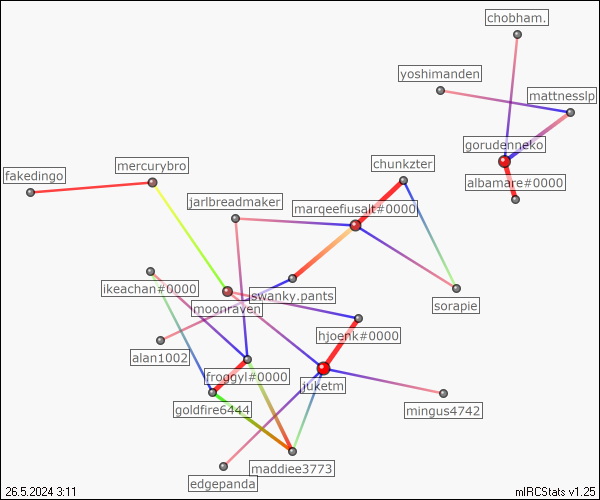 chobham.
yoshimanden
mattnesslp
gorudenneko
chunkzter
mercurybro
fakedingo
albamare#0000
jarlbreadmaker
marqeefiusalt#0000
ikeachan#0000
swanky.pants
sorapie
moonraven
hjoenk#0000
alan1002
froggyl#0000
juketm
goldfire6444
mingus4742
maddiee3773
edgepanda
26.5.2024 3:11
mIRCStats v1.25